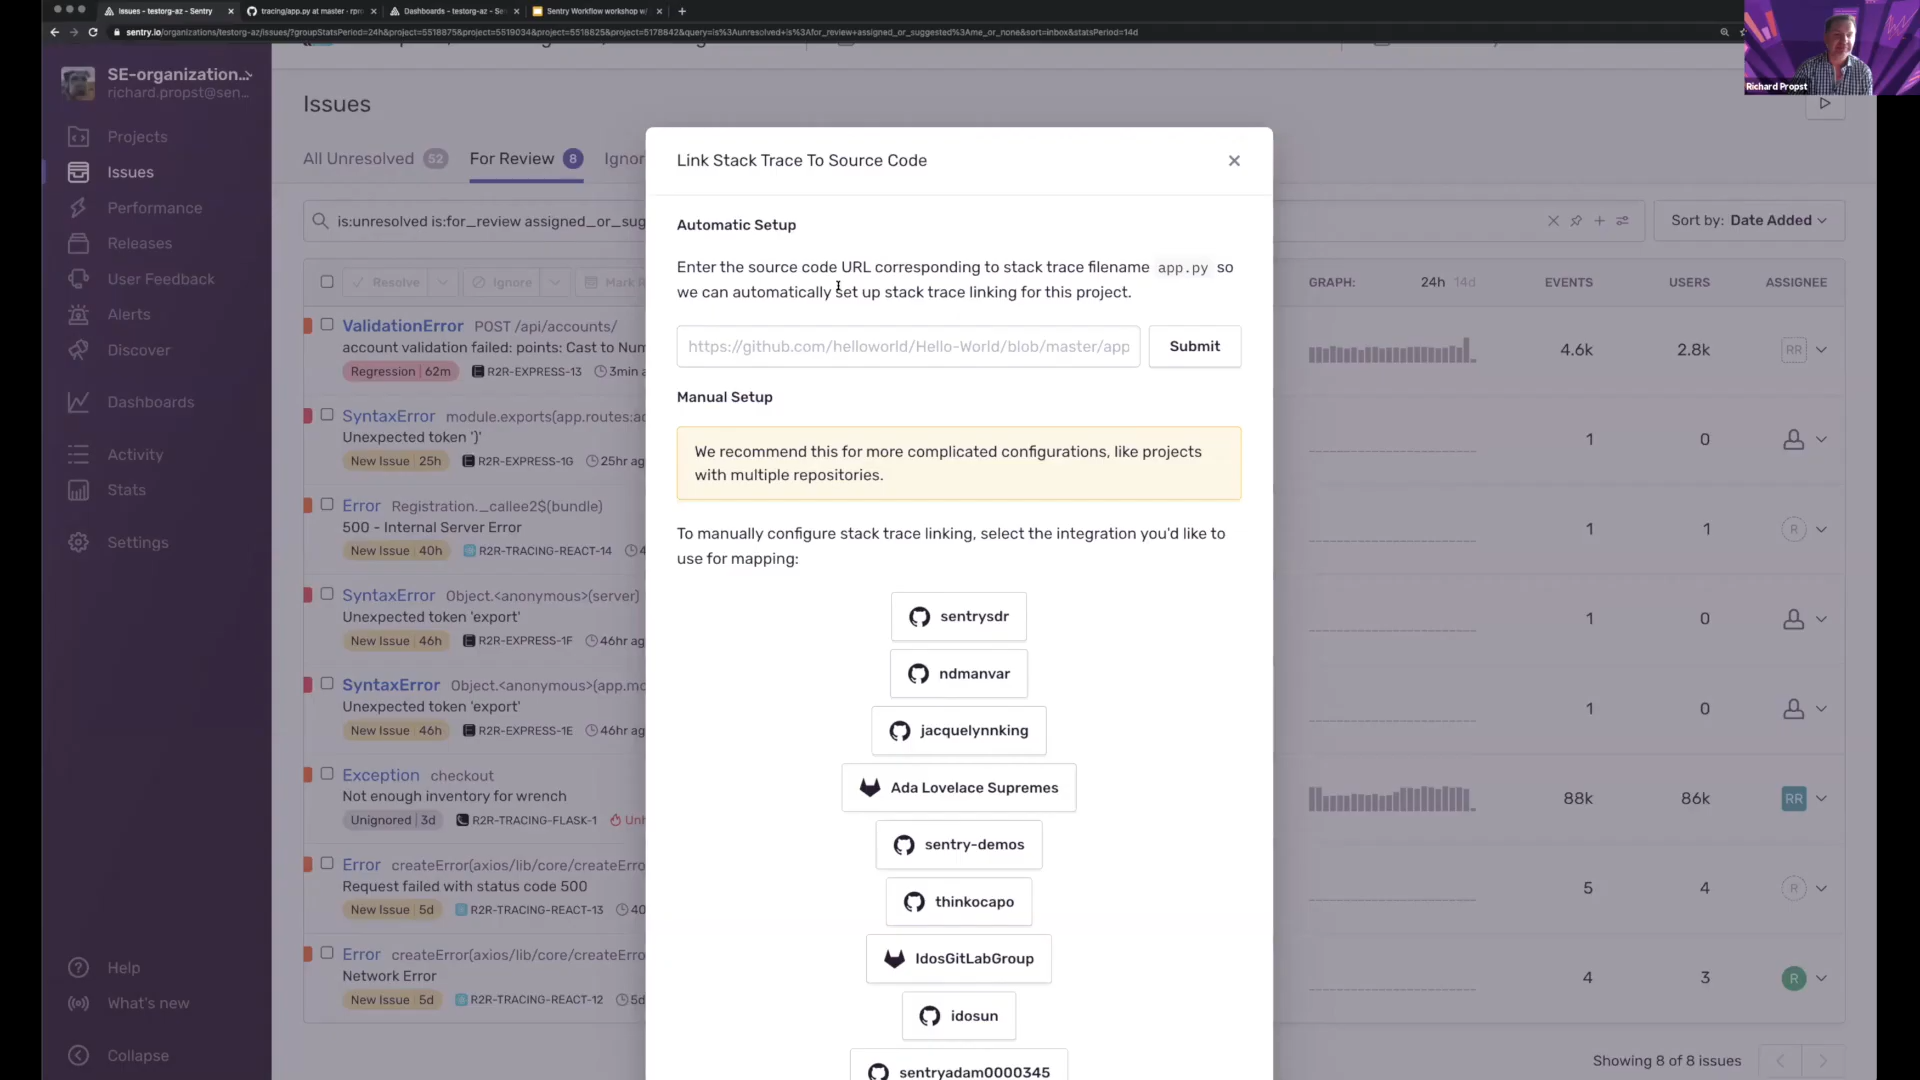 Issues - testorg-az - Sentry
tracing/app.py at master · rpro
Dashboards - testorg-az - Se
Sentry Workflow workshop w/
sentry.io/organizations/testorg-az/issues/?groupStatsPeriod=24h&project=5518875&project=5519034&project=5518825&project=5178642&query=is%3Aunresolved+is%3Afor_review+assigned_or_suggested%3Ame_or_none&sort=inbox&statsPeriod=14d
Richard Propst
SE-organization...
richard.propst@sen...
Projects
Issues
Performance
Releases
User Feedback
Alerts
Discover
Dashboards
Activity
Stats
Settings
Help
What's new
Collapse
Issues
All Unresolved 52
For Review 8
Ignor
is:unresolved is:for_review assigned_or_sug
Sort by: Date Added
Resolve
Ignore
Mark R
GRAPH: 24h 14d
EVENTS
USERS
ASSIGNEE
ValidationError POST /api/accounts/
account validation failed: points: Cast to Num
Regression | 62m R2R-EXPRESS-13 3min a
4.6k 2.8k RR
SyntaxError module.exports(app.routes:ac
Unexpected token ')'
New Issue | 25h R2R-EXPRESS-1G 25hr ag
1 0
Error Registration._callee2$(bundle)
500 - Internal Server Error
New Issue | 40h R2R-TRACING-REACT-14 4
1 1 R
SyntaxError Object.<anonymous>(server)
Unexpected token 'export'
New Issue | 46h R2R-EXPRESS-1F 46hr ag
1 0
SyntaxError Object.<anonymous>(app.mo
Unexpected token 'export'
New Issue | 46h R2R-EXPRESS-1E 46hr ag
1 0
Exception checkout
Not enough inventory for wrench
Unignored | 3d R2R-TRACING-FLASK-1 Unh
88k 86k RR
Error createError(axios/lib/core/createErro
Request failed with status code 500
New Issue | 5d R2R-TRACING-REACT-13 40
5 4 R
Error createError(axios/lib/core/createErro
Network Error
New Issue | 5d R2R-TRACING-REACT-12 5d
4 3 R
Showing 8 of 8 issues
Link Stack Trace To Source Code
Automatic Setup
Enter the source code URL corresponding to stack trace filename app.py so
we can automatically set up stack trace linking for this project.
https://github.com/helloworld/Hello-World/blob/master/app
Submit
Manual Setup
We recommend this for more complicated configurations, like projects
with multiple repositories.
To manually configure stack trace linking, select the integration you'd like to
use for mapping:
sentrysdr
ndmanvar
jacquelynnking
Ada Lovelace Supremes
sentry-demos
thinkocapo
IdosGitLabGroup
idosun
sentryadam0000345